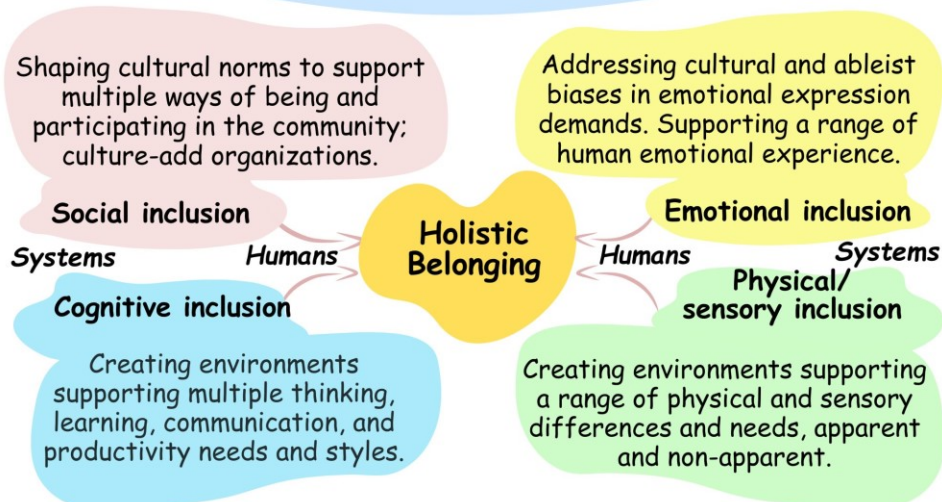 Shaping cultural norms to support
multiple ways of being and
participating in the community;
culture-add organizations.
Social inclusion
Addressing cultural and ableist
biases in emotional expression
demands. Supporting a range of
human emotional experience.
Emotional inclusion
Systems
Humans
Holistic
Belonging
Humans
Systems
Cognitive inclusion
Creating environments
supporting multiple thinking,
learning, communication, and
productivity needs and styles.
Physical/
sensory inclusion
Creating environments supporting
a range of physical and sensory
differences and needs, apparent
and non-apparent.